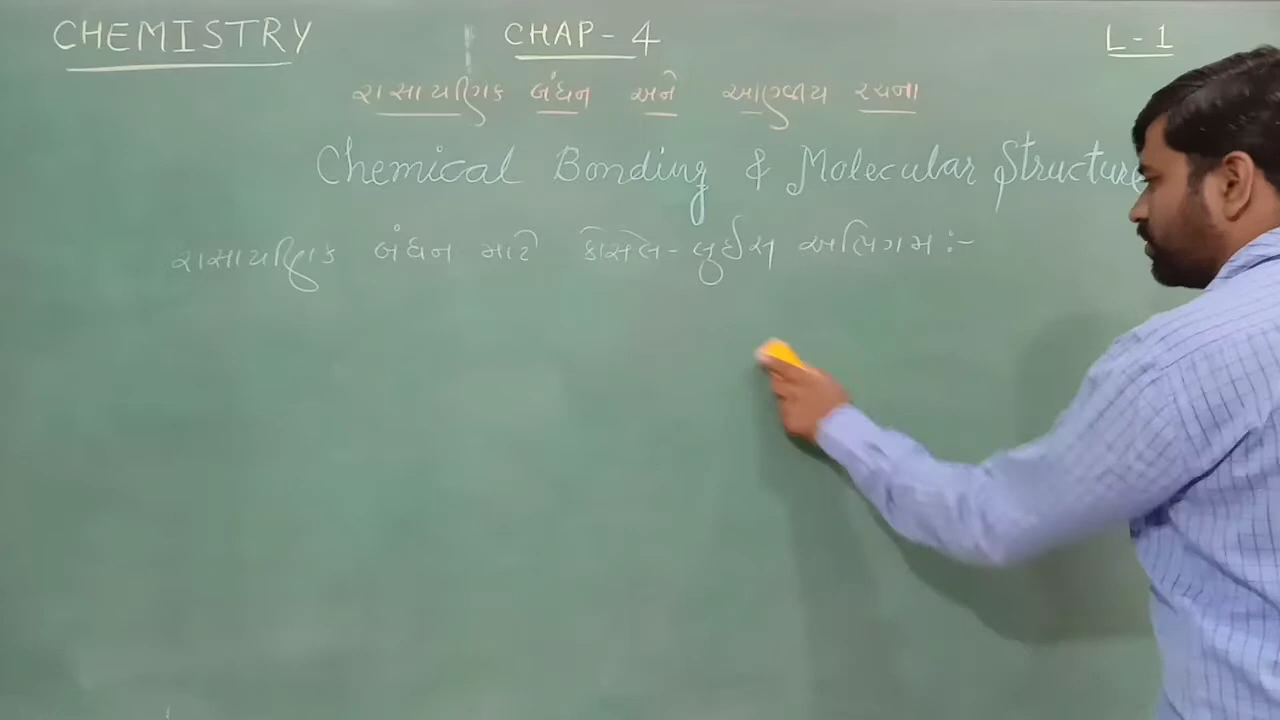 CHEMISTRY CHAP - 4 L - 1
રાસાયણિક બંધન અને આણ્વીય રચના
Chemical Bonding & Molecular Structure
રાસાયણિક બંધન માટે કોસેલ - લુઈસ અભિગમ :-